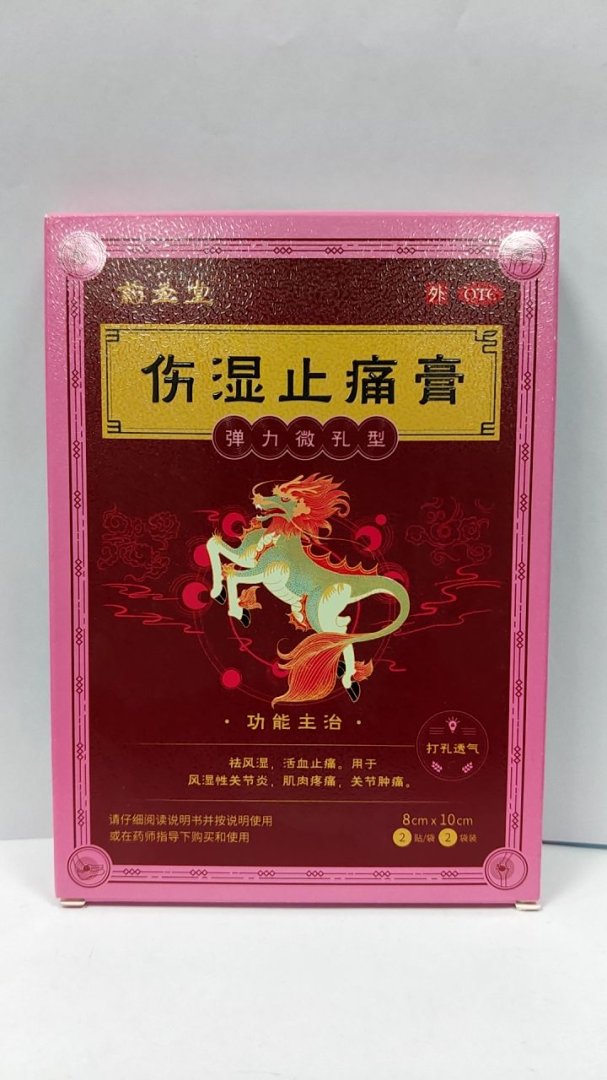 药圣堂
外 OTC
伤湿止痛膏
弹力微孔型
·功能主治·
祛风湿，活血止痛。用于
风湿性关节炎，肌肉疼痛，关节肿痛。
打孔透气
请仔细阅读说明书并按说明使用
或在药师指导下购买和使用
8cm x 10cm
2贴/袋 2袋装